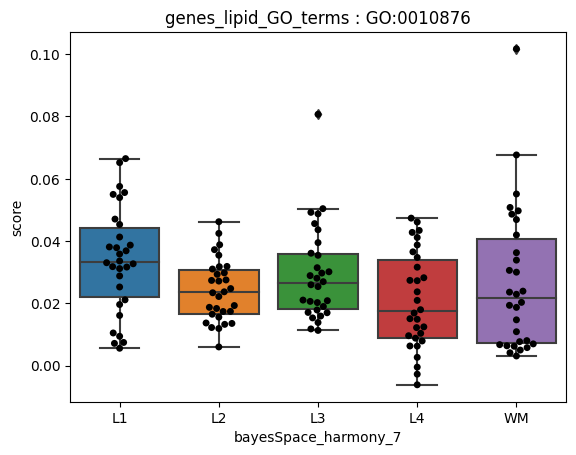 genes_lipid_GO_terms : GO:0010876
0.10
0.08
0.06
0.04
0.02
0.00
score
L1 L2 L3 L4 WM
bayesSpace_harmony_7